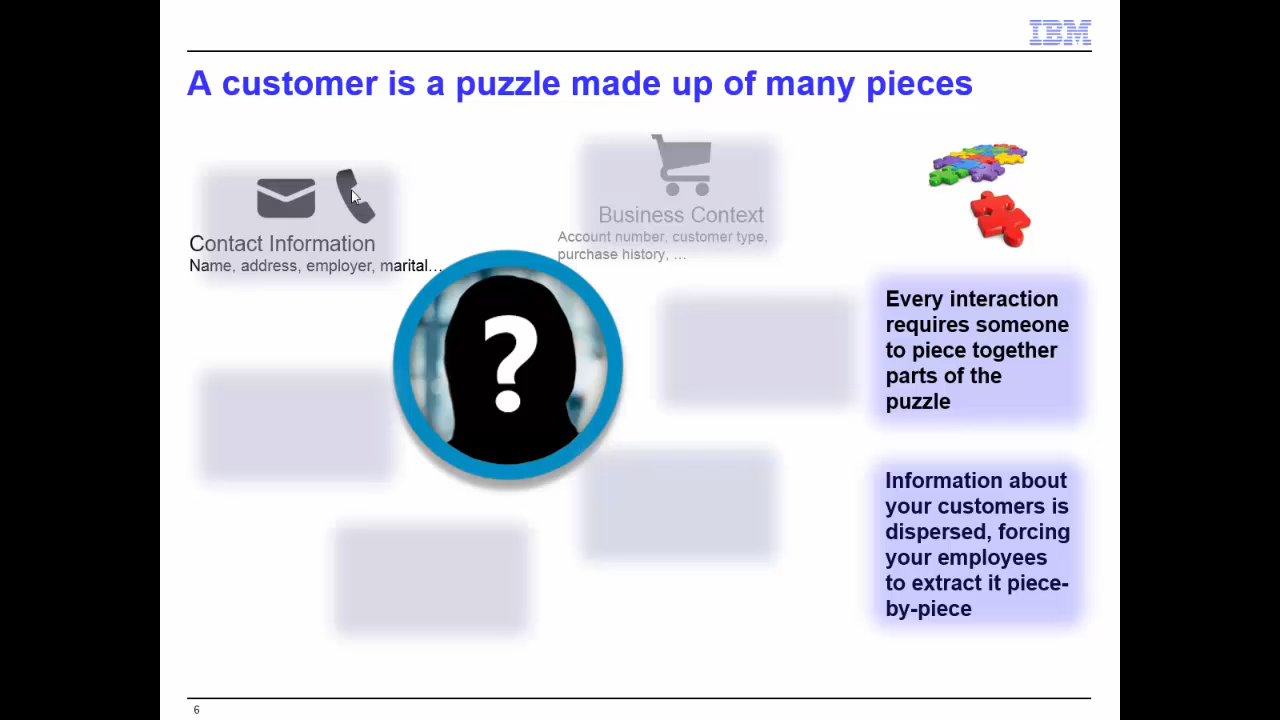 IBM
A customer is a puzzle made up of many pieces
Contact Information
Name, address, employer, marital…
Business Context
Account number, customer type,
purchase history, …
?
Every interaction
requires someone
to piece together
parts of the
puzzle
Information about
your customers is
dispersed, forcing
your employees
to extract it piece-
by-piece
6